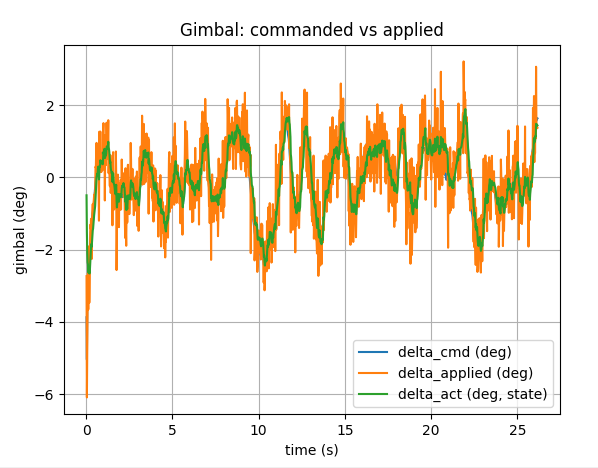 Gimbal: commanded vs applied
gimbal (deg)
2
0
−2
−4
−6
delta_cmd (deg)
delta_applied (deg)
delta_act (deg, state)
0 5 10 15 20 25
time (s)